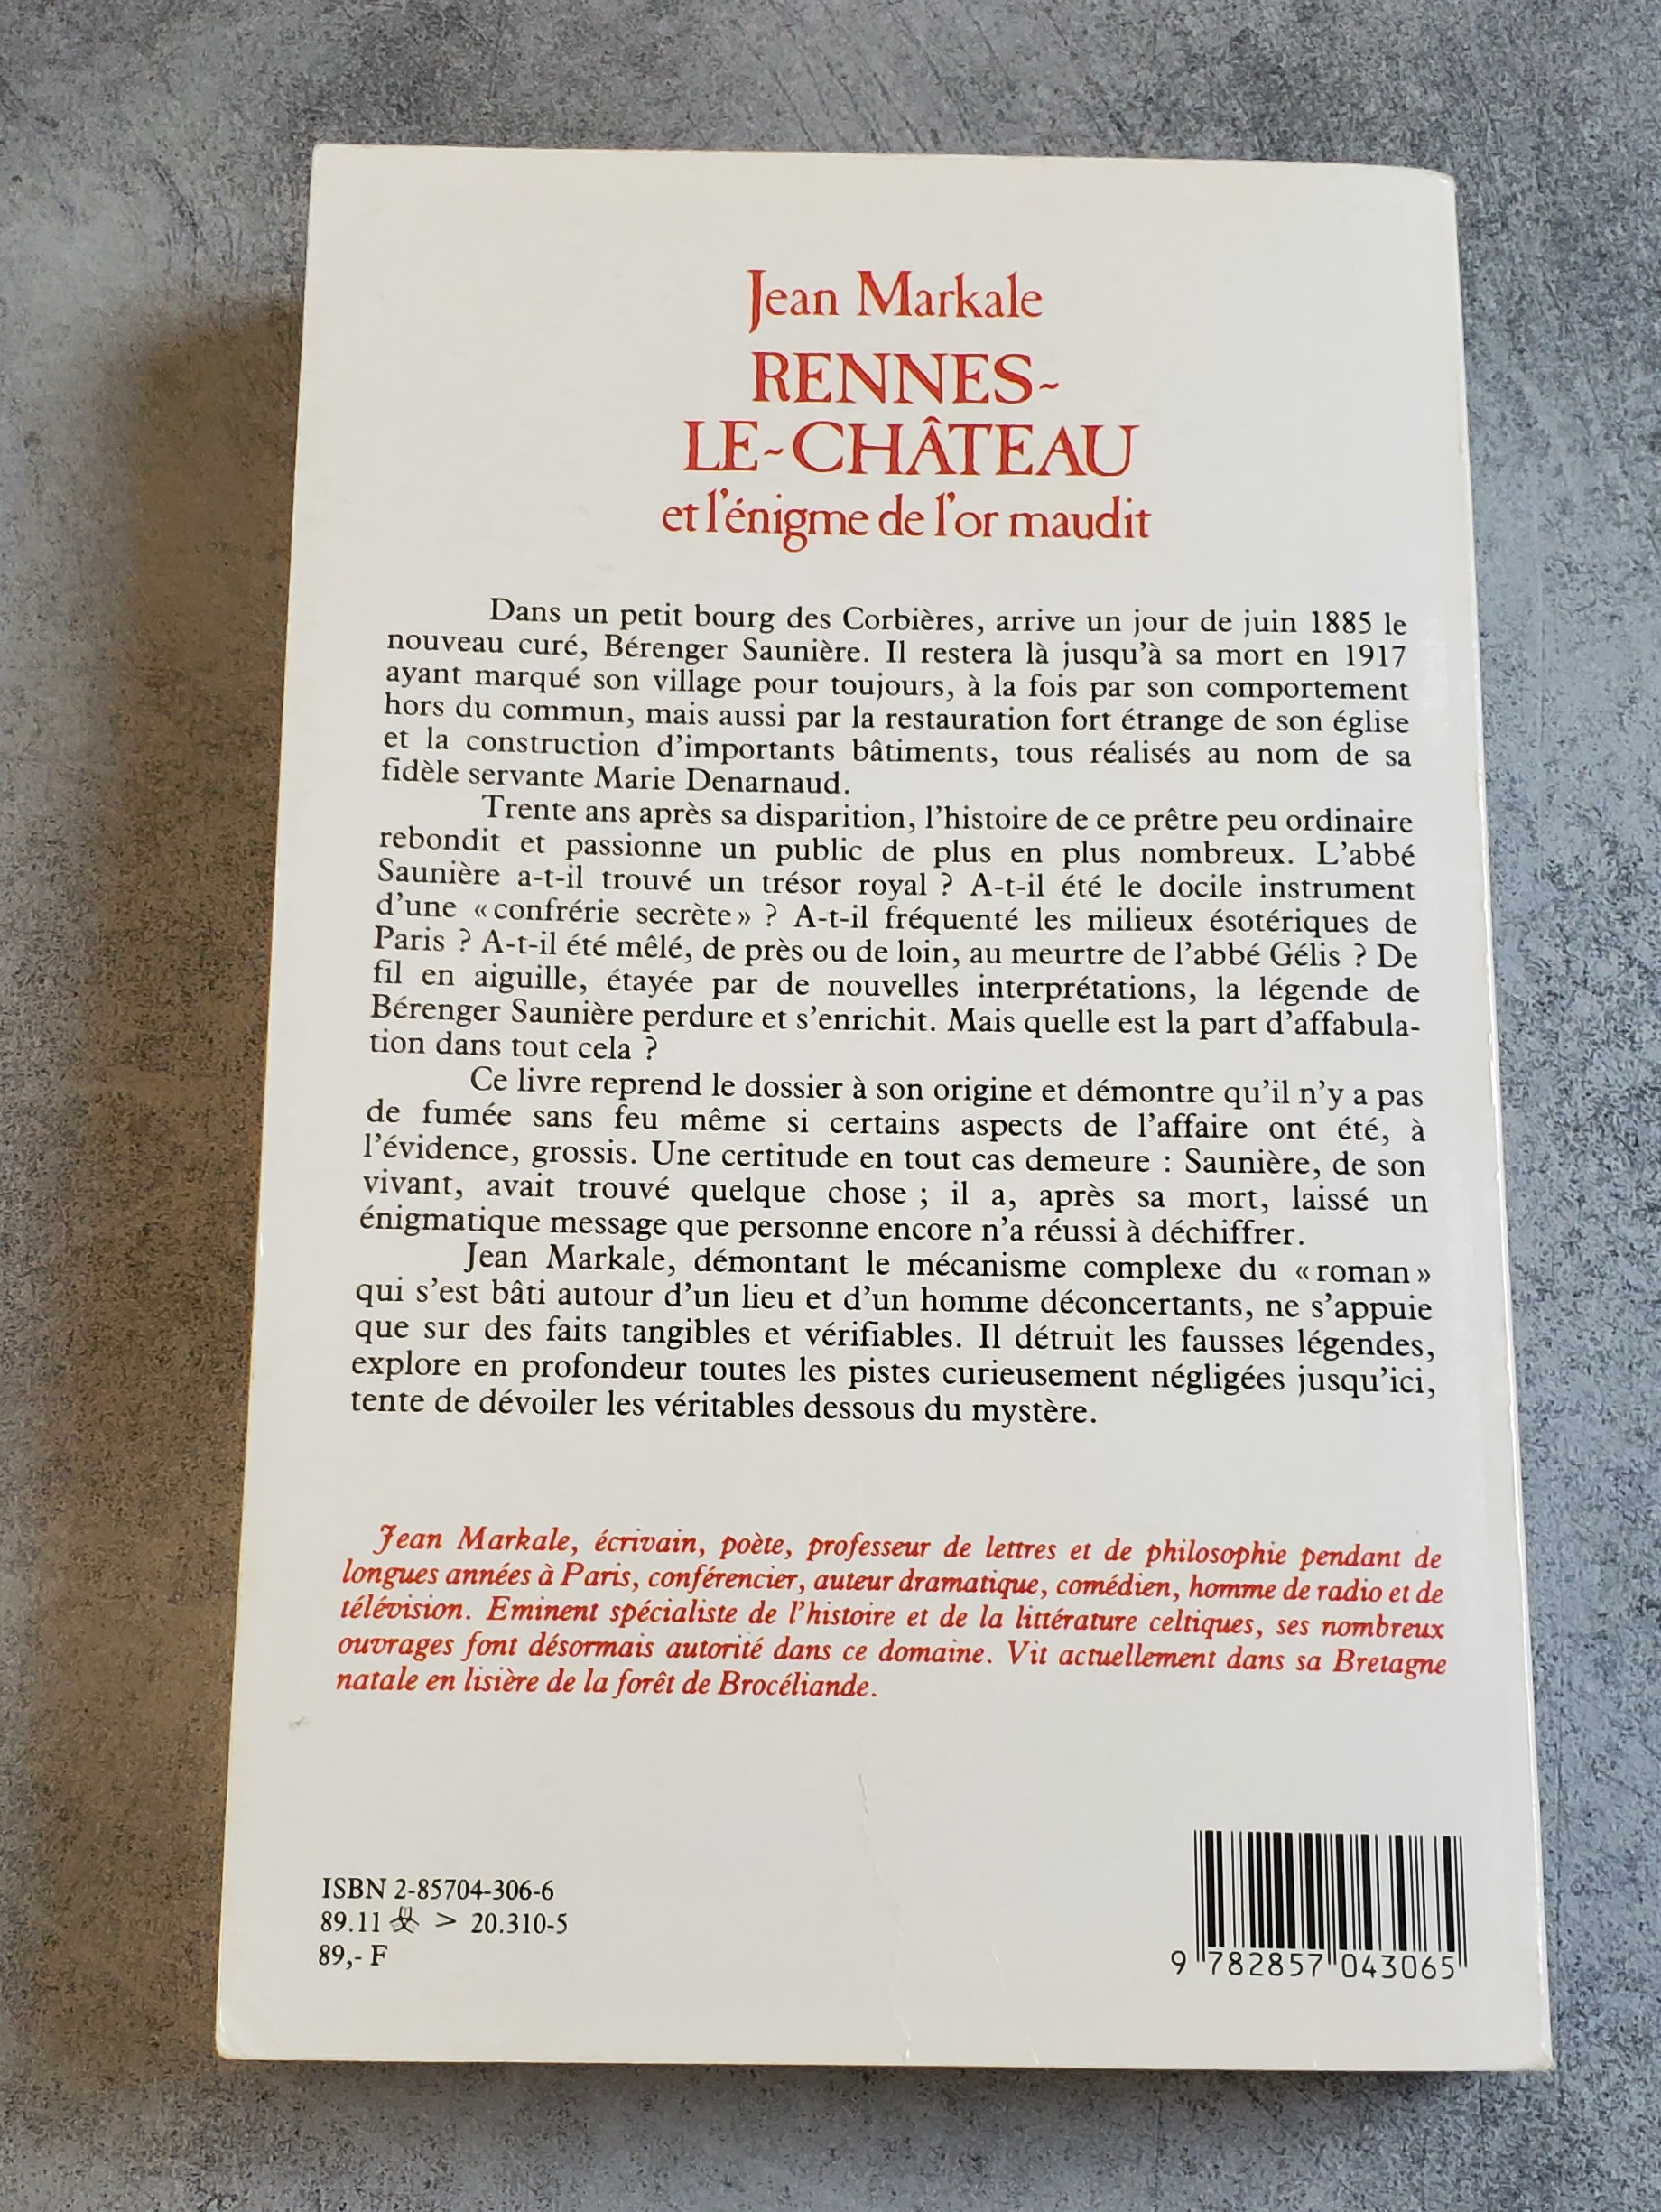 Jean Markale
RENNES-
LE-CHÂTEAU
et l'énigme de l'or maudit
Dans un petit bourg des Corbières, arrive un jour de juin 1885 le
nouveau curé, Bérenger Saunière. Il restera là jusqu'à sa mort en 1917
ayant marqué son village pour toujours, à la fois par son comportement
hors du commun, mais aussi par la restauration fort étrange de son église
et la construction d'importants bâtiments, tous réalisés au nom de sa
fidèle servante Marie Denarnaud.
Trente ans après sa disparition, l'histoire de ce prêtre peu ordinaire
rebondit et passionne un public de plus en plus nombreux. L'abbé
Saunière a-t-il trouvé un trésor royal ? A-t-il été le docile instrument
d'une « confrérie secrète » ? A-t-il fréquenté les milieux ésotériques de
Paris ? A-t-il été mêlé, de près ou de loin, au meurtre de l'abbé Gélis ? De
fil en aiguille, étayée par de nouvelles interprétations, la légende de
Bérenger Saunière perdure et s'enrichit. Mais quelle est la part d'affabula-
tion dans tout cela ?
Ce livre reprend le dossier à son origine et démontre qu'il n'y a pas
de fumée sans feu même si certains aspects de l'affaire ont été, à
l'évidence, grossis. Une certitude en tout cas demeure : Saunière, de son
vivant, avait trouvé quelque chose ; il a, après sa mort, laissé un
énigmatique message que personne encore n'a réussi à déchiffrer.
Jean Markale, démontant le mécanisme complexe du « roman »
qui s'est bâti autour d'un lieu et d'un homme déconcertants, ne s'appuie
que sur des faits tangibles et vérifiables. Il détruit les fausses légendes,
explore en profondeur toutes les pistes curieusement négligées jusqu'ici,
tente de dévoiler les véritables dessous du mystère.
Jean Markale, écrivain, poète, professeur de lettres et de philosophie pendant de
longues années à Paris, conférencier, auteur dramatique, comédien, homme de radio et de
télévision. Eminent spécialiste de l'histoire et de la littérature celtiques, ses nombreux
ouvrages font désormais autorité dans ce domaine. Vit actuellement dans sa Bretagne
natale en lisière de la forêt de Brocéliande.
ISBN 2-85704-306-6
89.11 > 20.310-5
89,- F
9 782857 043065